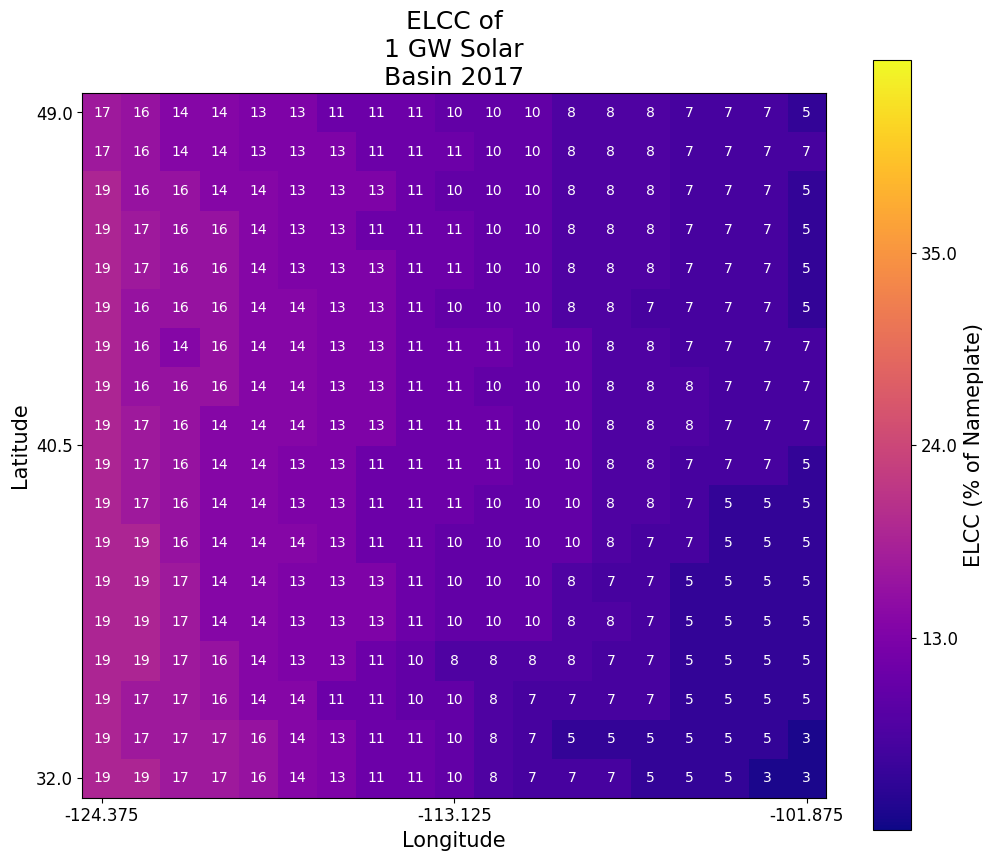 ELCC of
1 GW Solar
Basin 2017
49.0 17 16 14 14 13 13 11 11 11 10 10 10 8 8 8 7 7 7 5
17 16 14 14 13 13 13 11 11 11 10 10 8 8 8 7 7 7 7
19 16 16 14 14 13 13 13 11 10 10 10 8 8 8 7 7 7 5
19 17 16 16 14 13 13 11 11 11 10 10 8 8 8 7 7 7 5
19 17 16 16 14 13 13 13 11 11 10 10 8 8 8 7 7 7 5
19 16 16 16 14 14 13 13 11 10 10 10 8 8 7 7 7 7 5
19 16 14 16 14 14 13 13 11 11 11 10 10 8 8 7 7 7 7
19 16 16 16 14 14 13 13 11 11 10 10 10 8 8 8 7 7 7
19 17 16 14 14 14 13 13 11 11 11 10 10 8 8 8 7 7 7
40.5
19 17 16 14 14 13 13 11 11 11 11 10 10 8 8 7 7 7 5
19 17 16 14 14 13 13 11 11 11 10 10 10 8 8 7 5 5 5
19 19 16 14 14 14 13 11 11 10 10 10 10 8 7 7 5 5 5
19 19 17 14 14 13 13 13 11 10 10 10 8 7 7 5 5 5 5
19 19 17 14 14 13 13 13 11 10 10 10 8 8 7 5 5 5 5
19 19 17 16 14 13 13 11 10 8 8 8 8 7 7 5 5 5 5
19 17 17 16 14 14 11 11 10 10 8 7 7 7 7 5 5 5 5
19 17 17 17 16 14 13 11 11 10 8 7 5 5 5 5 5 5 3
32.0 19 19 17 17 16 14 13 11 11 10 8 7 7 7 5 5 5 3 3
-124.375 -113.125 -101.875
Longitude
Latitude
35.0
24.0
13.0
ELCC (% of Nameplate)